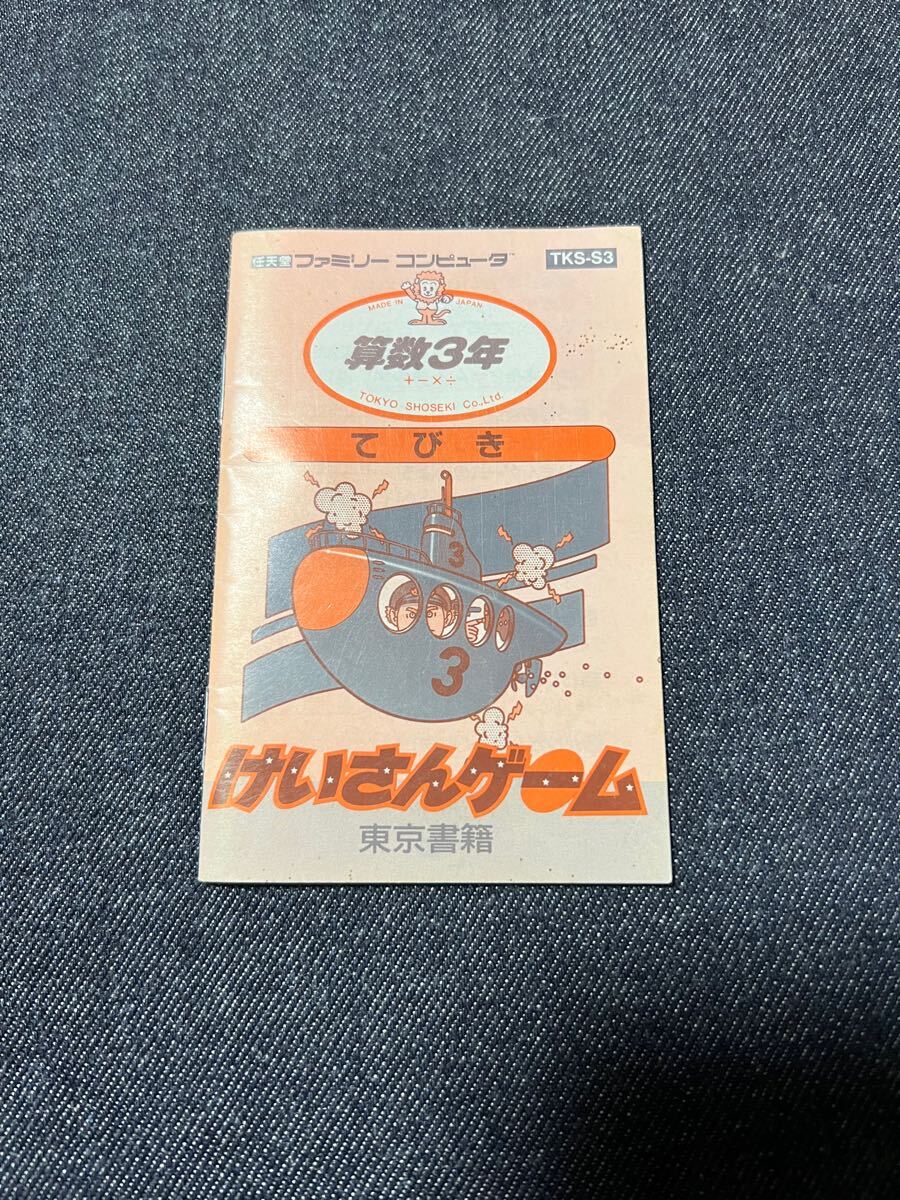 任天堂 ファミリー コンピュータ™ TKS-S3
MADE IN JAPAN
算数3年
+-×÷
TOKYO SHOSEKI Co.,Ltd.
てびき
3
3
けいさんゲーム
東京書籍